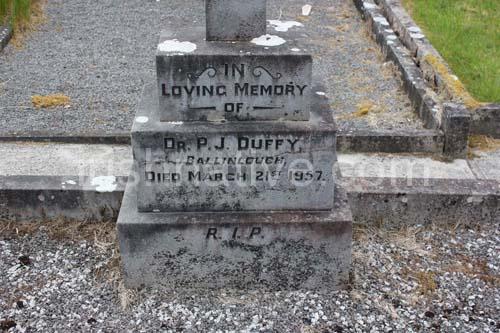 IN
LOVING MEMORY
OF
DR. P. J. DUFFY,
BALLINLOUGH,
DIED MARCH 21ST 1957.
R. I. P.